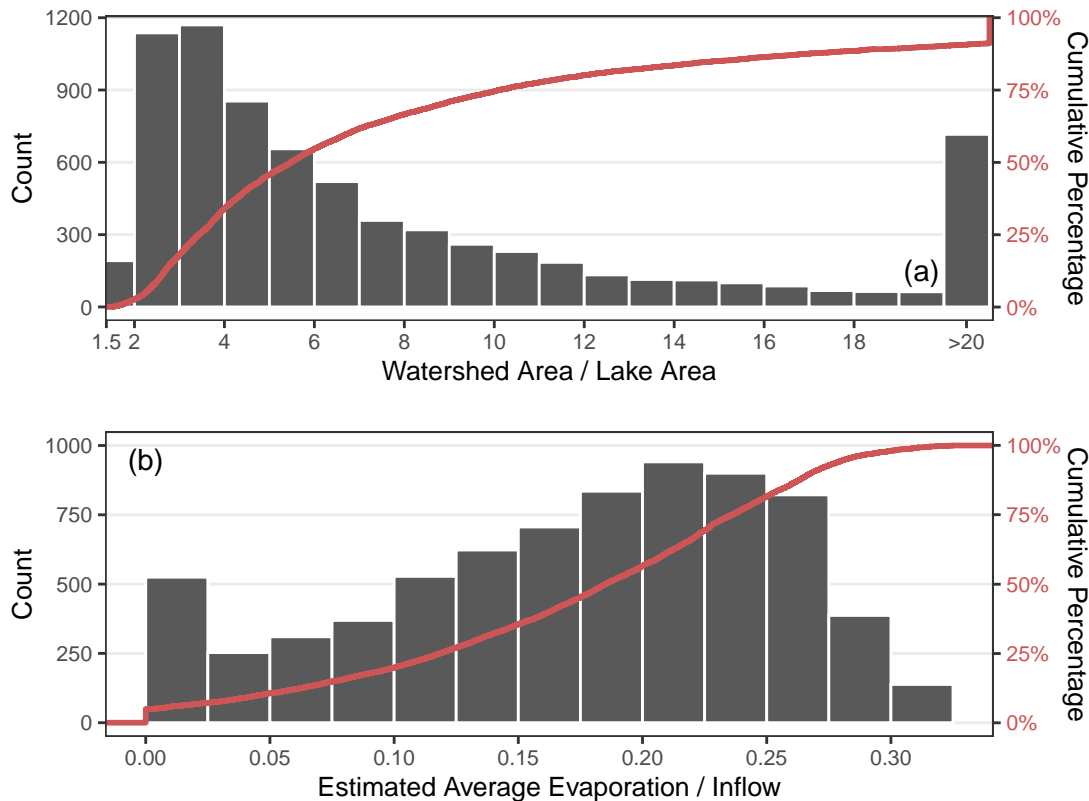 1200
900
600
300
0
Count
100%
75%
50%
25%
0%
Cumulative Percentage
(a)
1.5 2 4 6 8 10 12 14 16 18 >20
Watershed Area / Lake Area
(b)
1000
750
500
250
0
Count
100%
75%
50%
25%
0%
Cumulative Percentage
0.00 0.05 0.10 0.15 0.20 0.25 0.30
Estimated Average Evaporation / Inflow